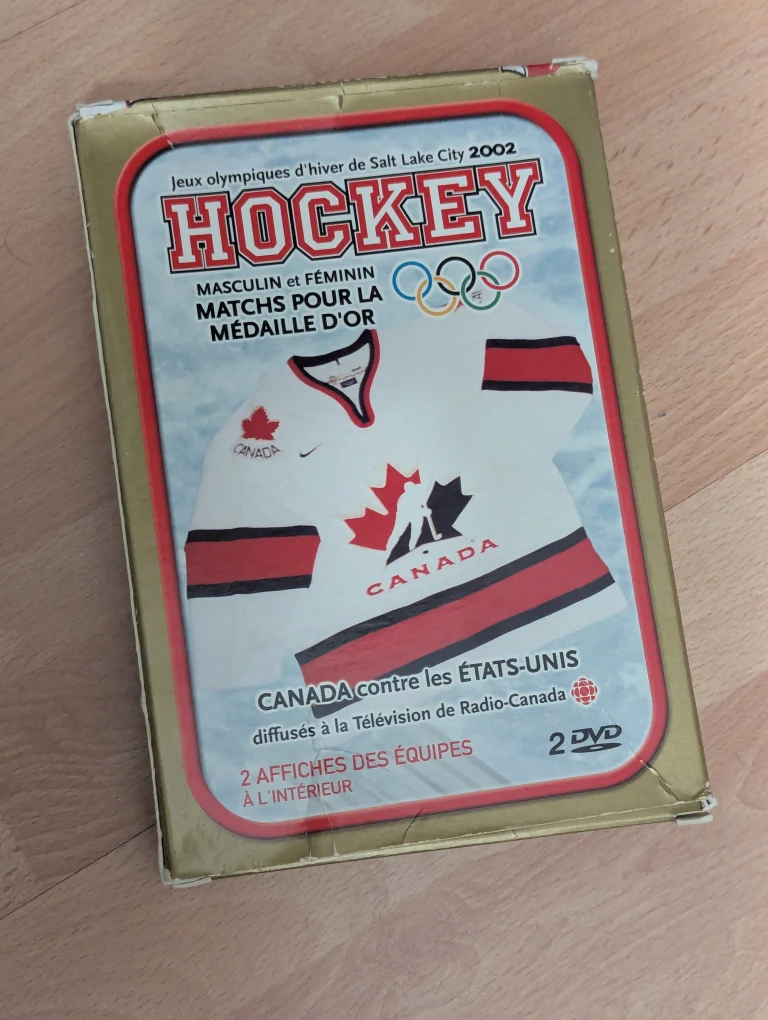 Jeux olympiques d'hiver de Salt Lake City 2002
HOCKEY
MASCULIN et FÉMININ
MATCHS POUR LA
MÉDAILLE D'OR
CANADA
CANADA
CANADA contre les ÉTATS-UNIS
diffusés à la Télévision de Radio-Canada
2 DVD
2 AFFICHES DES ÉQUIPES
À L'INTÉRIEUR